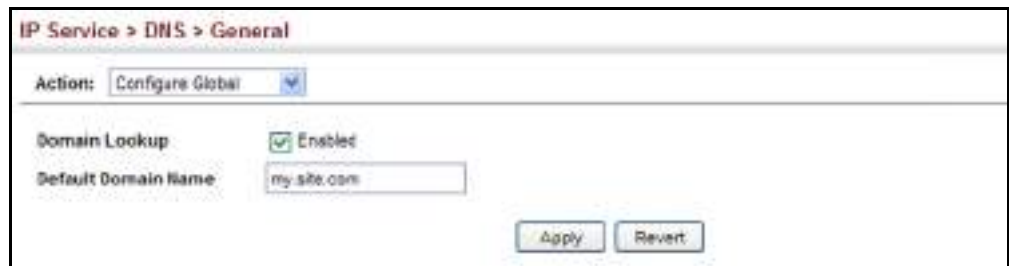 IP Service > DNS > General
Action: Configure Global
Domain Lookup Enabled
Default Domain Name my.site.com
Apply Revert